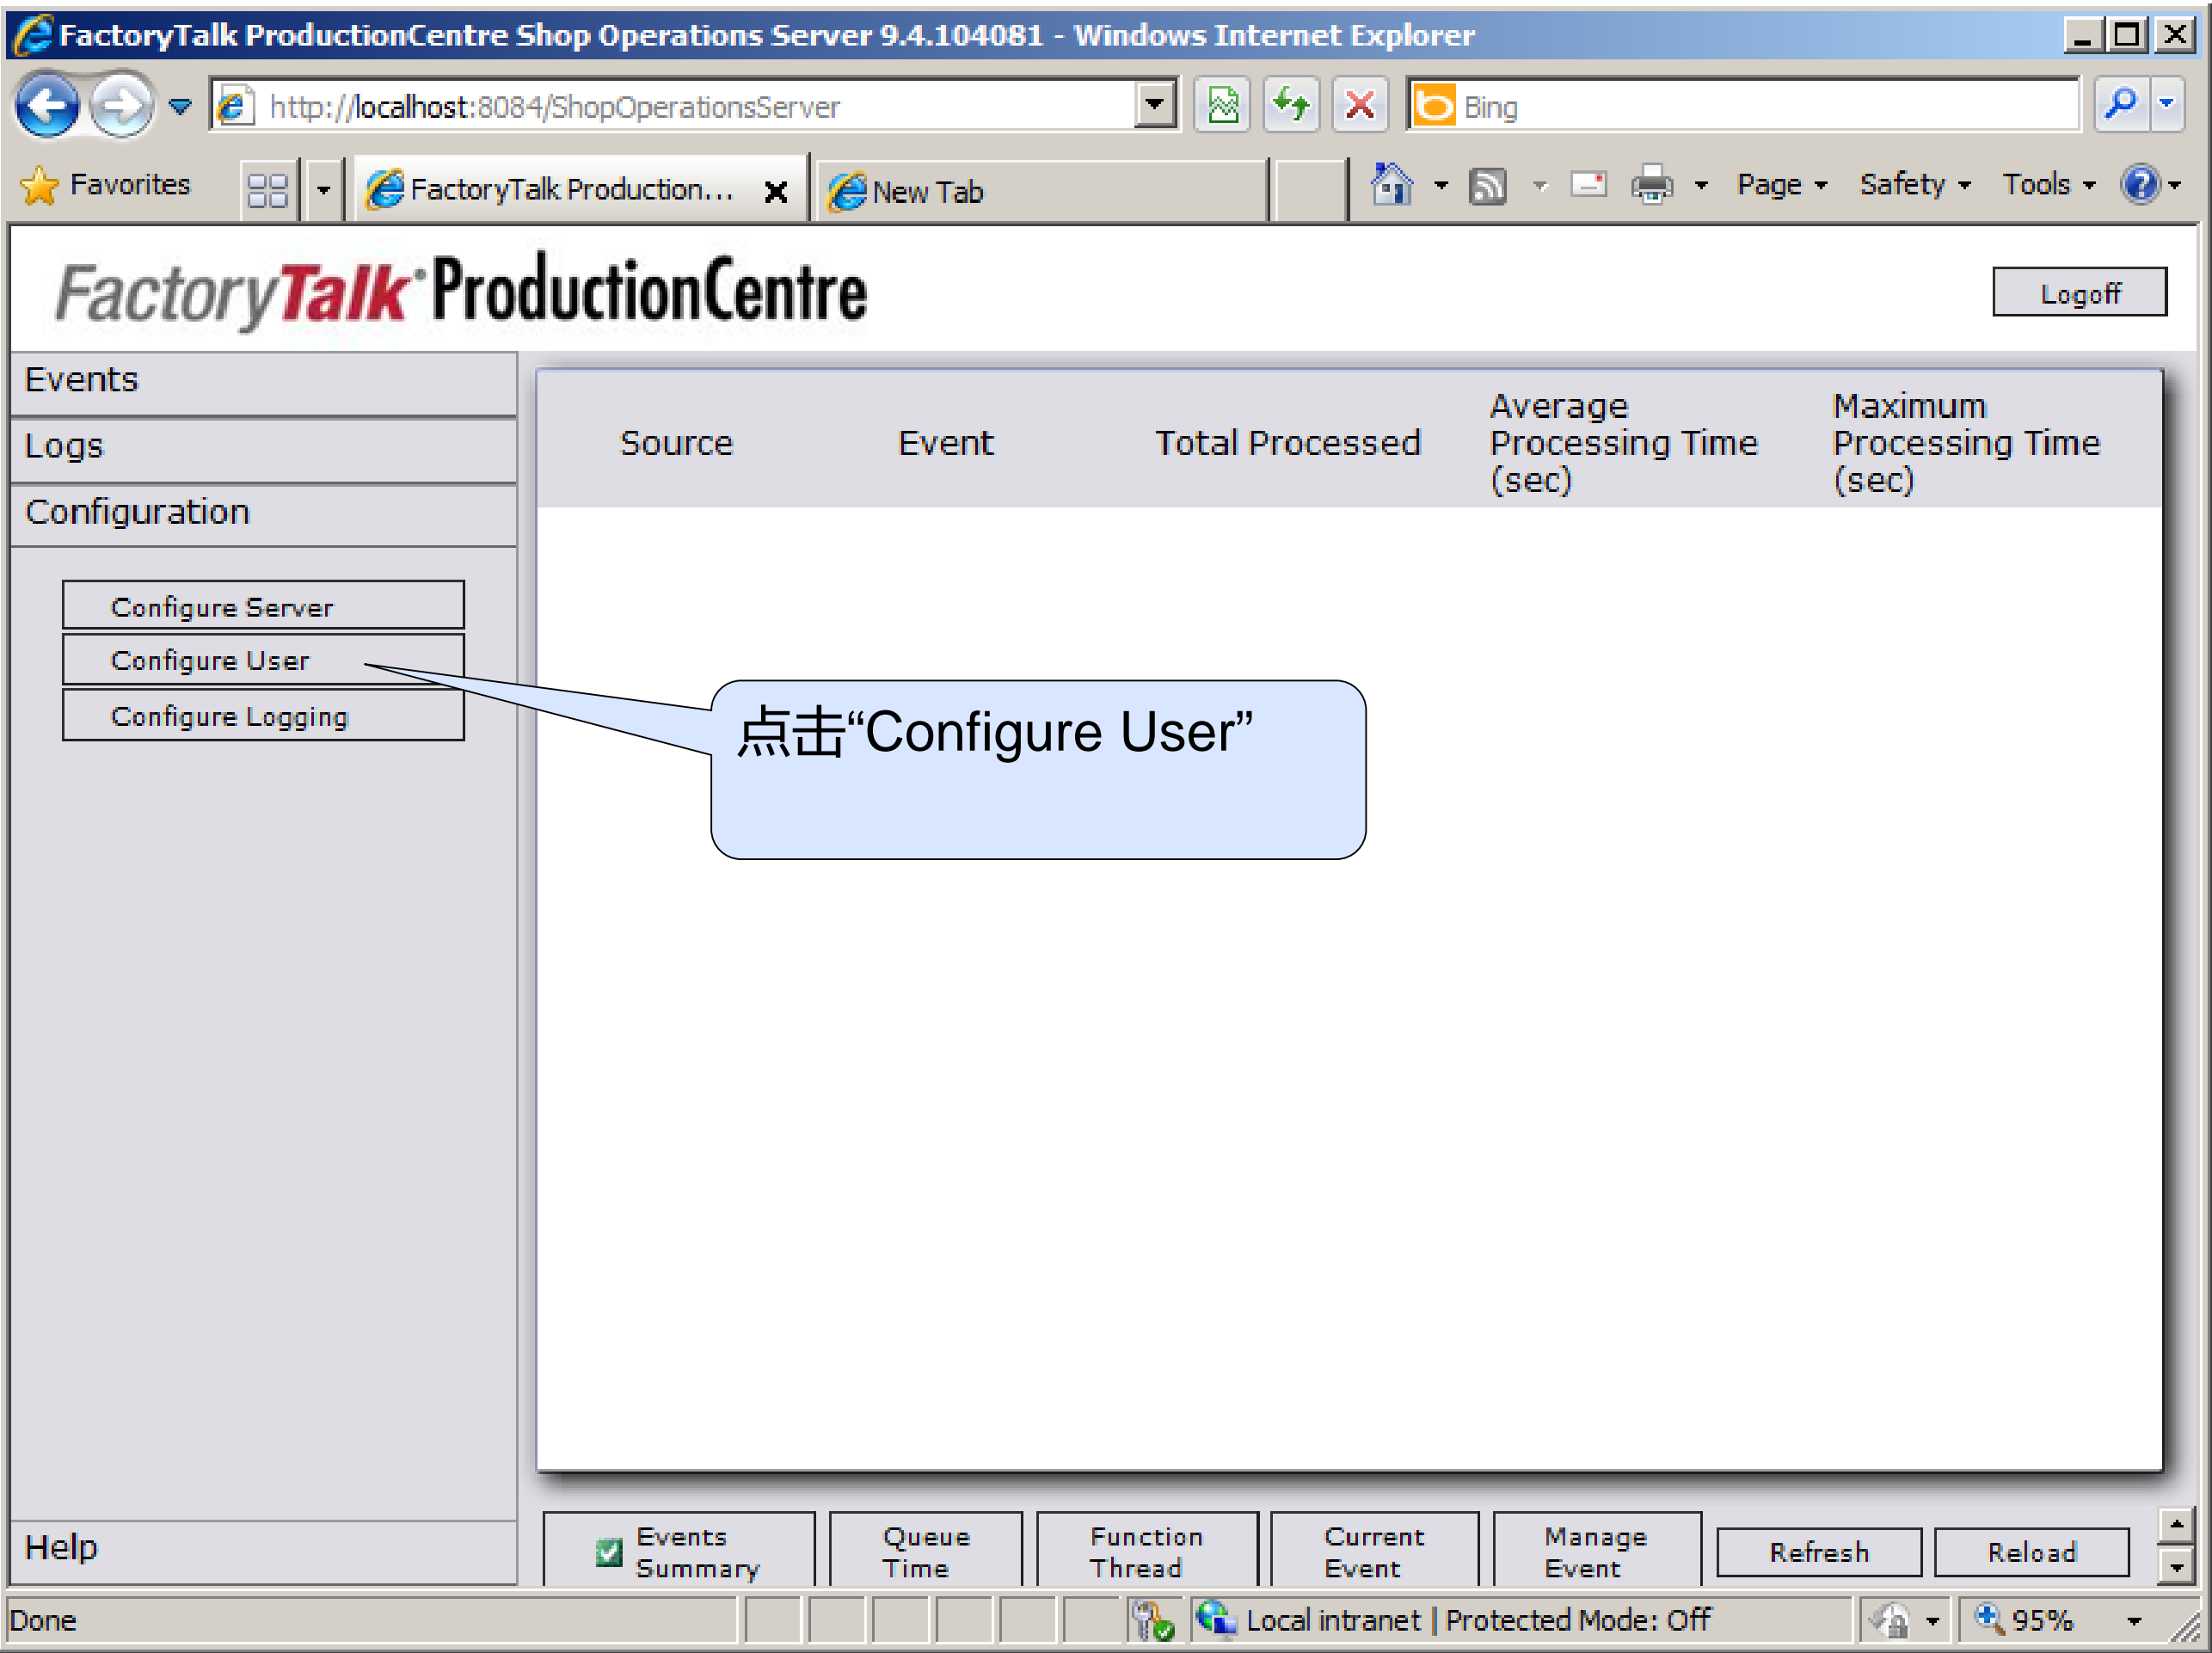 FactoryTalk ProductionCentre Shop Operations Server 9.4.104081 - Windows Internet Explorer
http://localhost:8084/ShopOperationsServer
Bing
Favorites
FactoryTalk Production...
New Tab
Page
Safety
Tools
FactoryTalk ProductionCentre
Logoff
Events
Logs
Configuration
Configure Server
Configure User
Configure Logging
Source
Event
Total Processed
Average
Processing Time
(sec)
Maximum
Processing Time
(sec)
点击“Configure User”
Help
Events
Summary
Queue
Time
Function
Thread
Current
Event
Manage
Event
Refresh
Reload
Done
Local intranet | Protected Mode: Off
95%